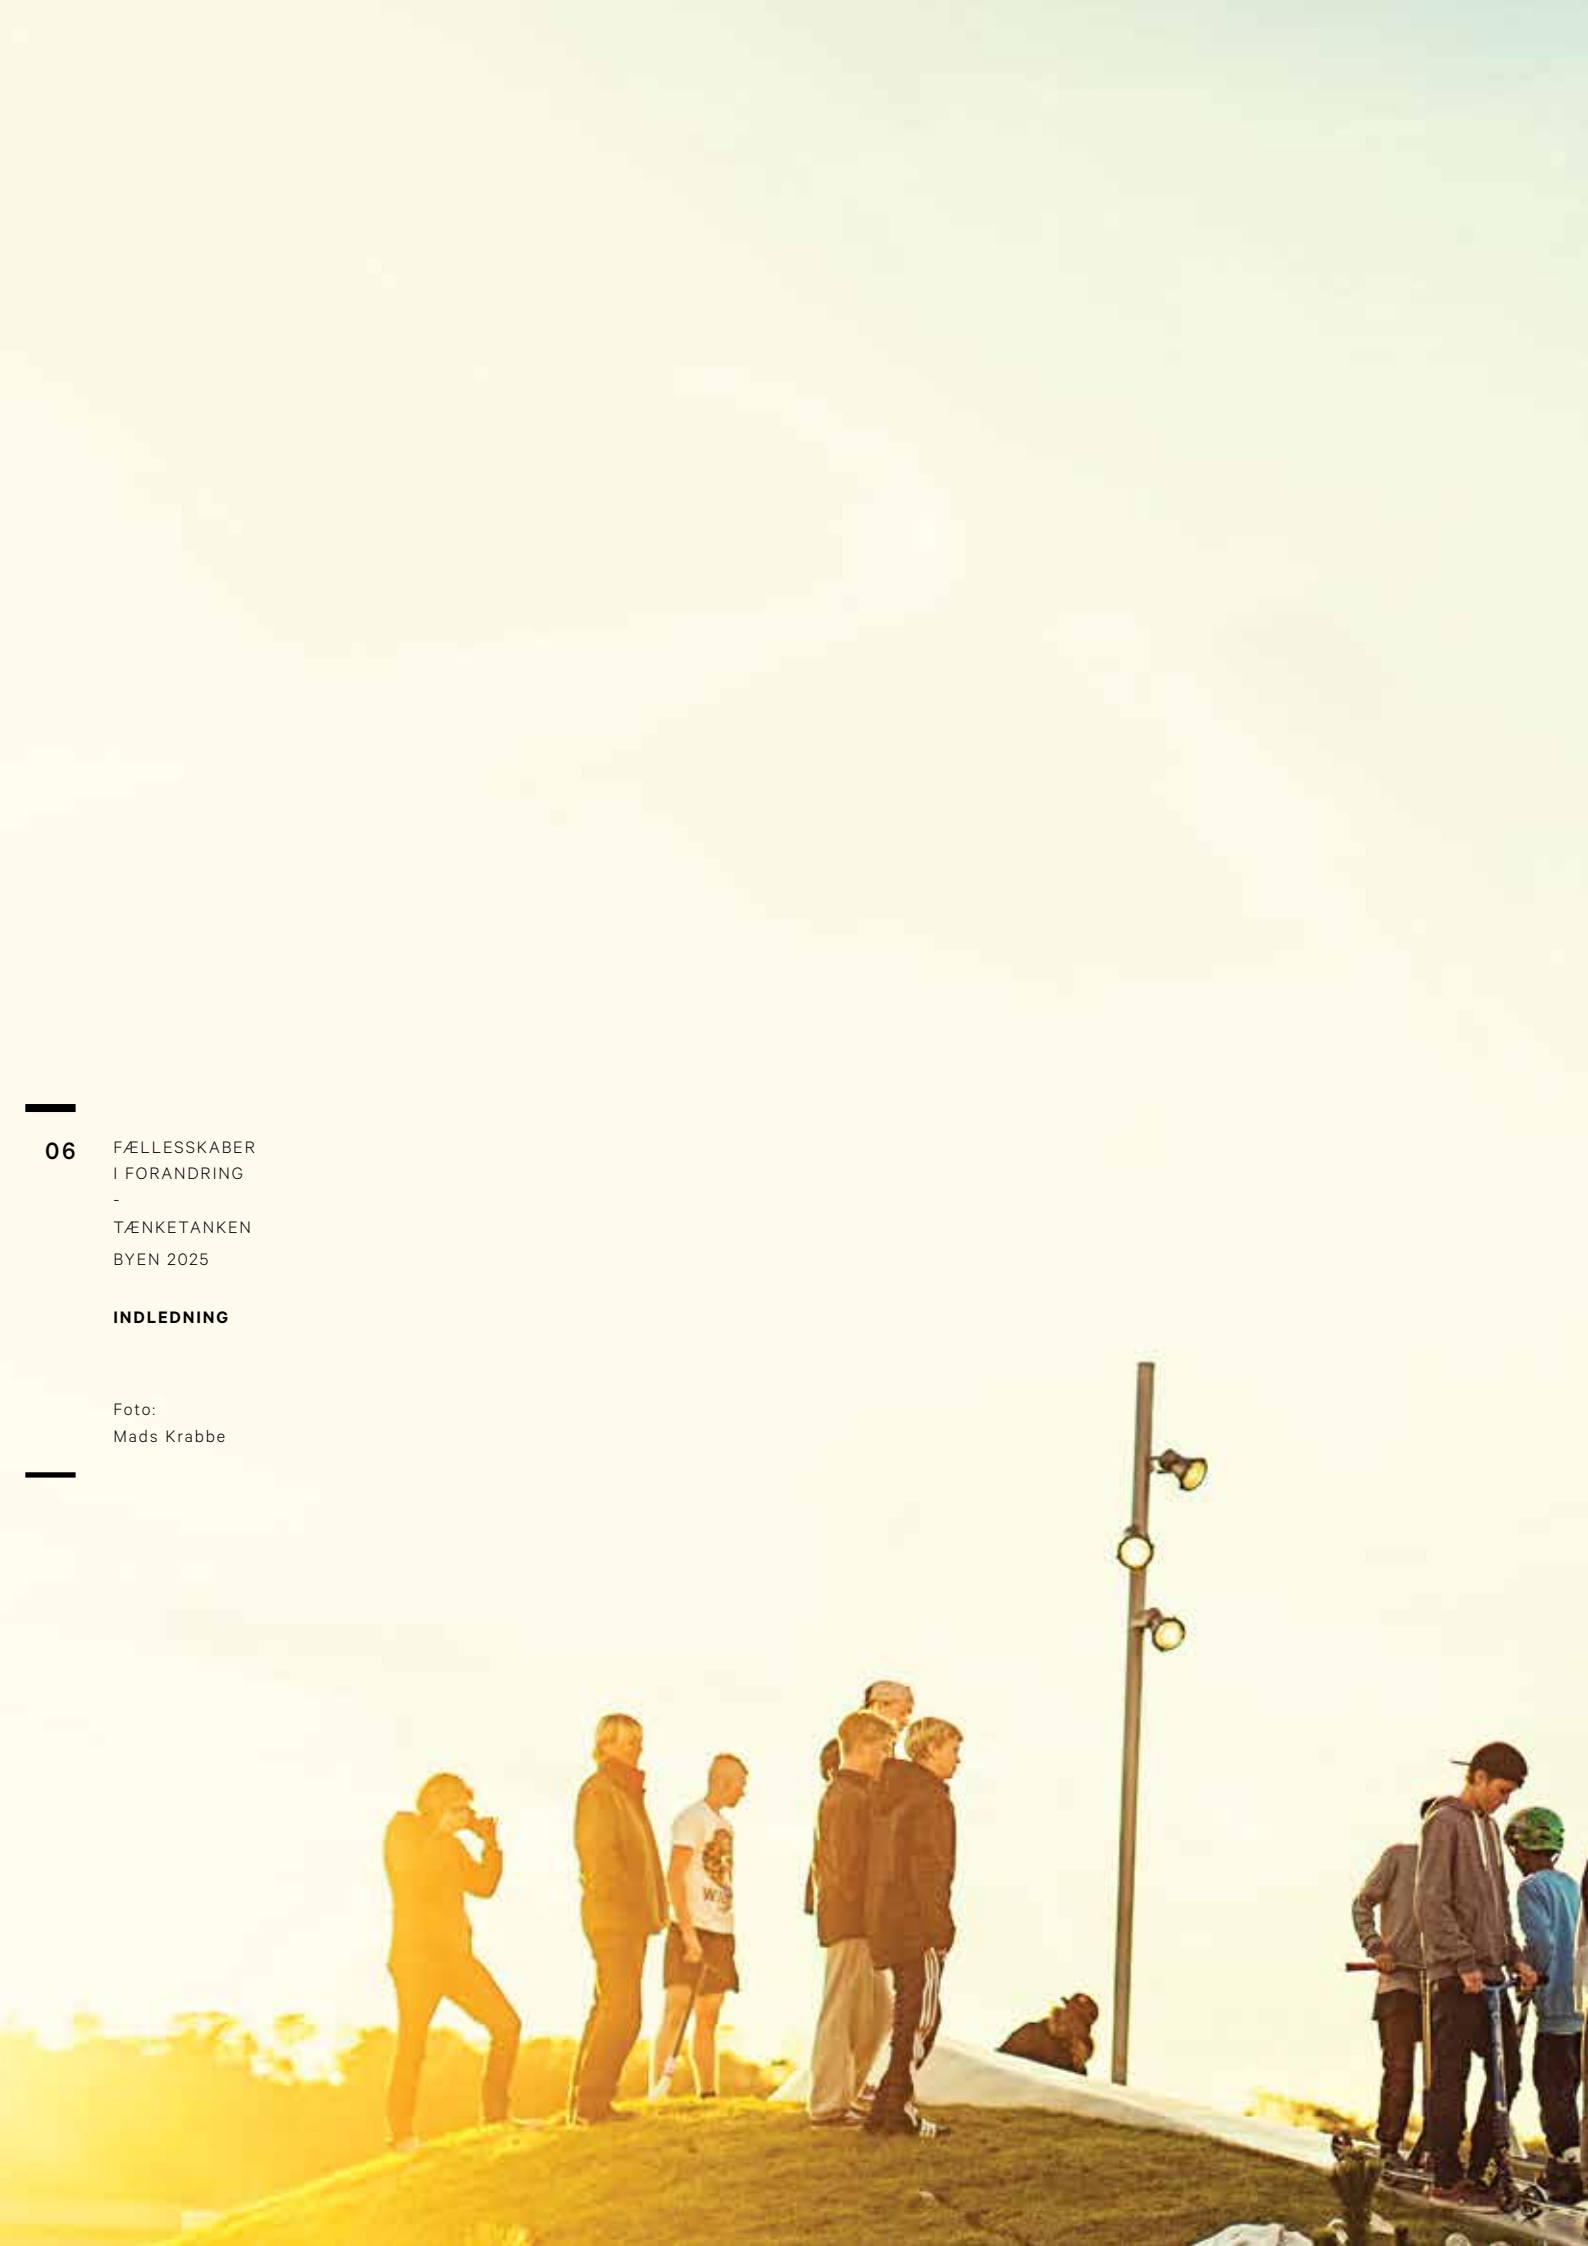 06
FÆLLESSKABER
I FORANDRING
-
TÆNKETANKEN
BYEN 2025
INDLEDNING
Foto:
Mads Krabbe